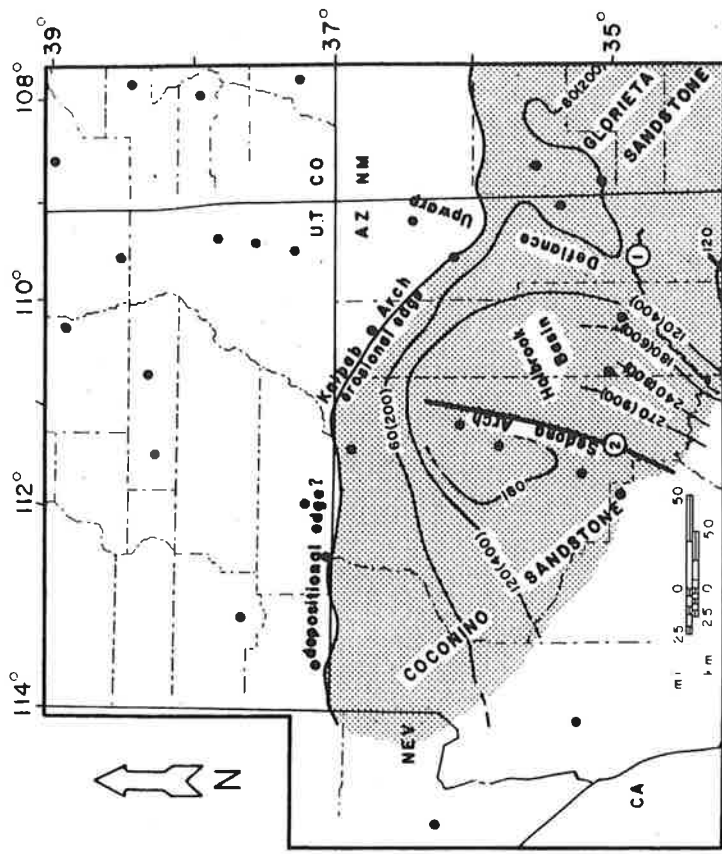 114°
112°
110°
108°
39°
37°
35°
N
UT
CO
AZ
NM
NEV
CA
depositional edge?
Kaibab Arch
erosional edge
Upwarp
Defiance
60(200)
60(200)
GLORIETA
SANDSTONE
Holbrook
Basin
Sedona Arch
180
120(400)
COCONINO
SANDSTONE
120(400)
180(600)
240(800)
270(900)
120
1
2
mi 25 0 50
km 25 0 50